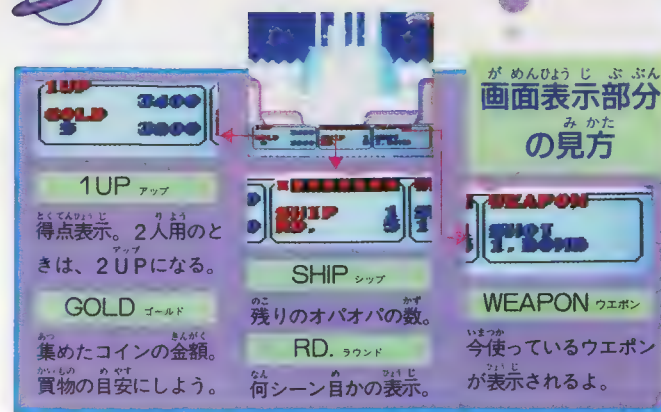 画面表示部分
の見方
1UP
3400
GOLD
$ 3800
1UP アップ
得点表示。2人用のと
きは、2UPになる。
GOLD ゴールド
集めたコインの金額。
買物の目安にしよう。
SHIP
RD.
SHIP シップ
残りのオパオパの数。
RD. ラウンド
何シーン目かの表示。
WEAPON
SHOT
1.BOMB
WEAPON ウエポン
今使っているウエポン
が表示されるよ。